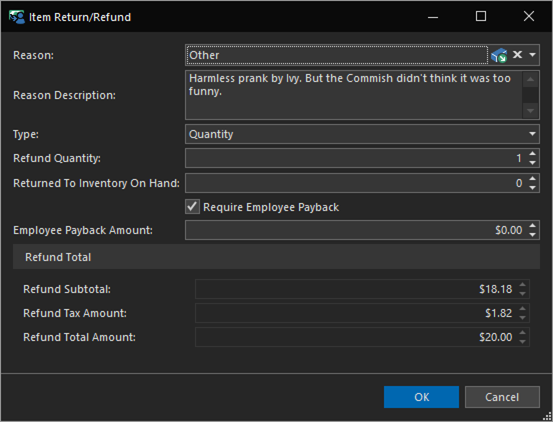 Item Return/Refund
Reason: Other
Reason Description: Harmless prank by Ivy. But the Commish didn't think it was too
funny.
Type: Quantity
Refund Quantity: 1
Returned To Inventory On Hand: 0
Require Employee Payback
Employee Payback Amount: $0.00
Refund Total
Refund Subtotal: $18.18
Refund Tax Amount: $1.82
Refund Total Amount: $20.00
OK Cancel